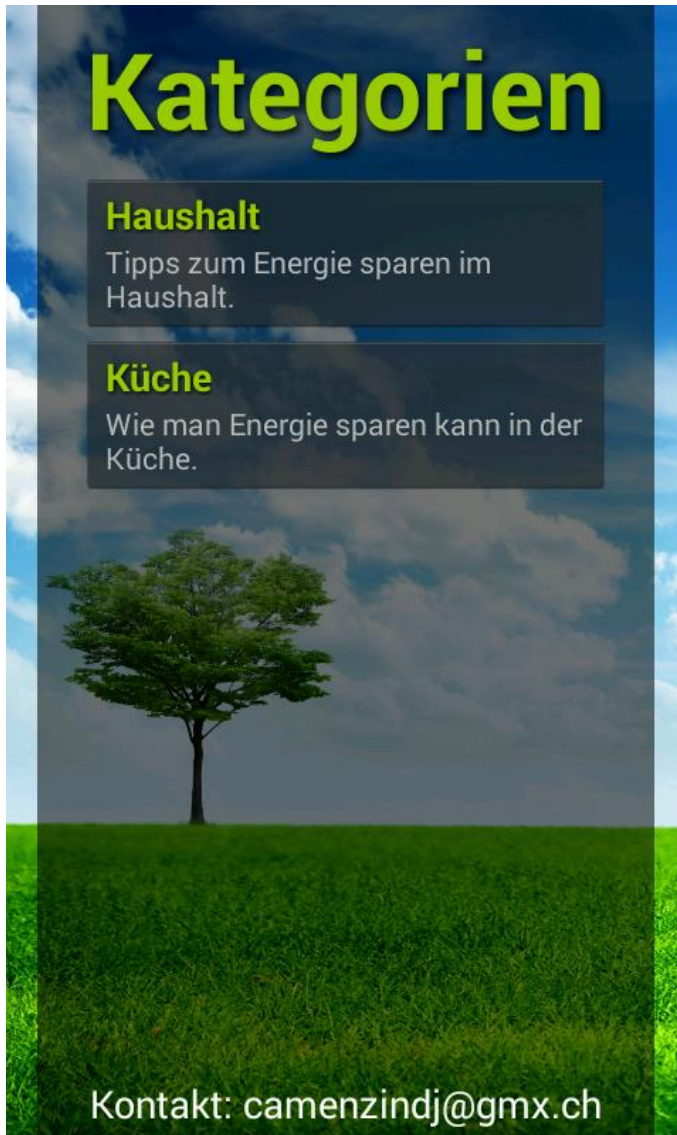 Kategorien
Haushalt
Tipps zum Energie sparen im
Haushalt.
Küche
Wie man Energie sparen kann in der
Küche.
Kontakt: camenzindj@gmx.ch